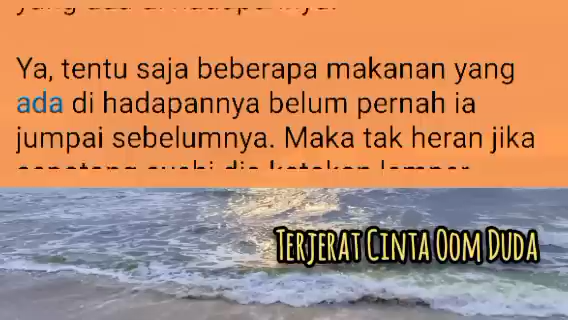 Ya, tentu saja beberapa makanan yang
ada di hadapannya belum pernah ia
jumpai sebelumnya. Maka tak heran jika
TERJERAT CINTA OOM DUDA